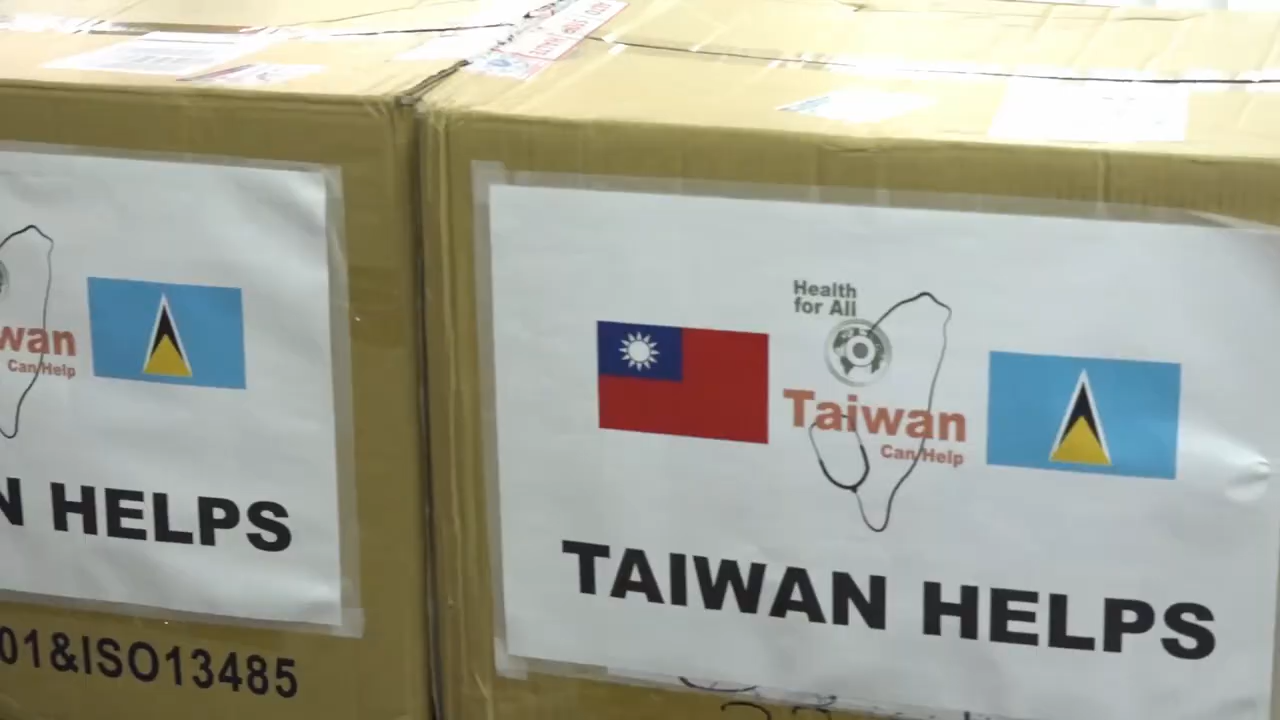 wan
Can Help
N HELPS
01&ISO13485
Health
for All
Taiwan
Can Help
TAIWAN HELPS